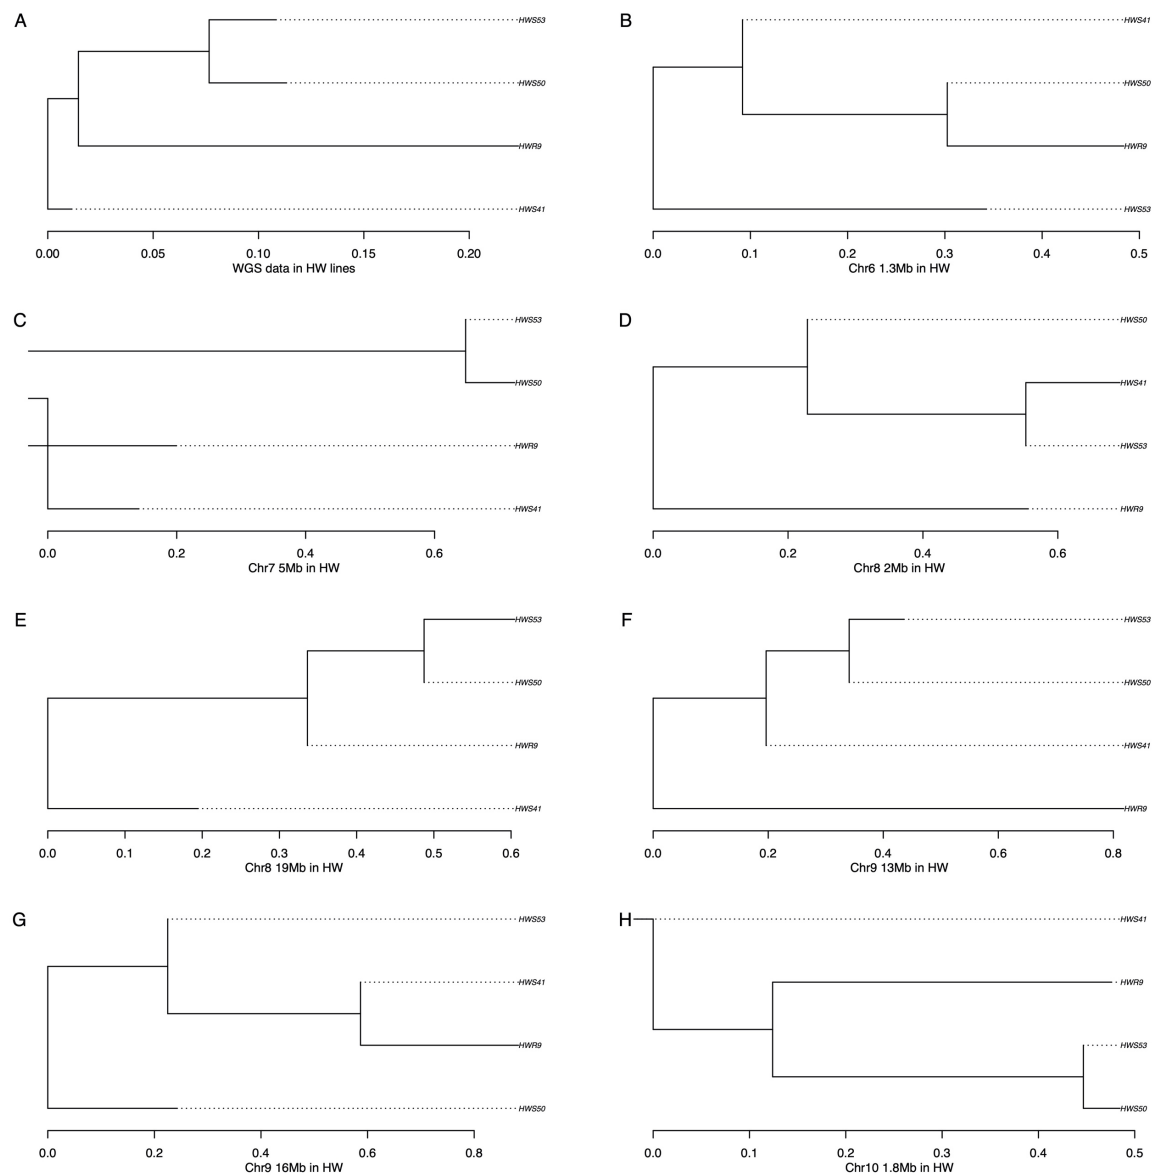 A
HWS53
HWS50
HWR9
HWS41
0.00 0.05 0.10 0.15 0.20
WGS data in HW lines
B
HWS41
HWS50
HWR9
HWS53
0.0 0.1 0.2 0.3 0.4 0.5
Chr6 1.3Mb in HW
C
HWS53
HWS50
HWR9
HWS41
0.0 0.2 0.4 0.6
Chr7 5Mb in HW
D
HWS50
HWS41
HWS53
HWR9
0.0 0.2 0.4 0.6
Chr8 2Mb in HW
E
HWS53
HWS50
HWR9
HWS41
0.0 0.1 0.2 0.3 0.4 0.5 0.6
Chr8 19Mb in HW
F
HWS53
HWS50
HWS41
HWR9
0.0 0.2 0.4 0.6 0.8
Chr9 13Mb in HW
G
HWS53
HWS41
HWR9
HWS50
0.0 0.2 0.4 0.6 0.8
Chr9 16Mb in HW
H
HWS41
HWR9
HWS53
HWS50
0.0 0.1 0.2 0.3 0.4 0.5
Chr10 1.8Mb in HW